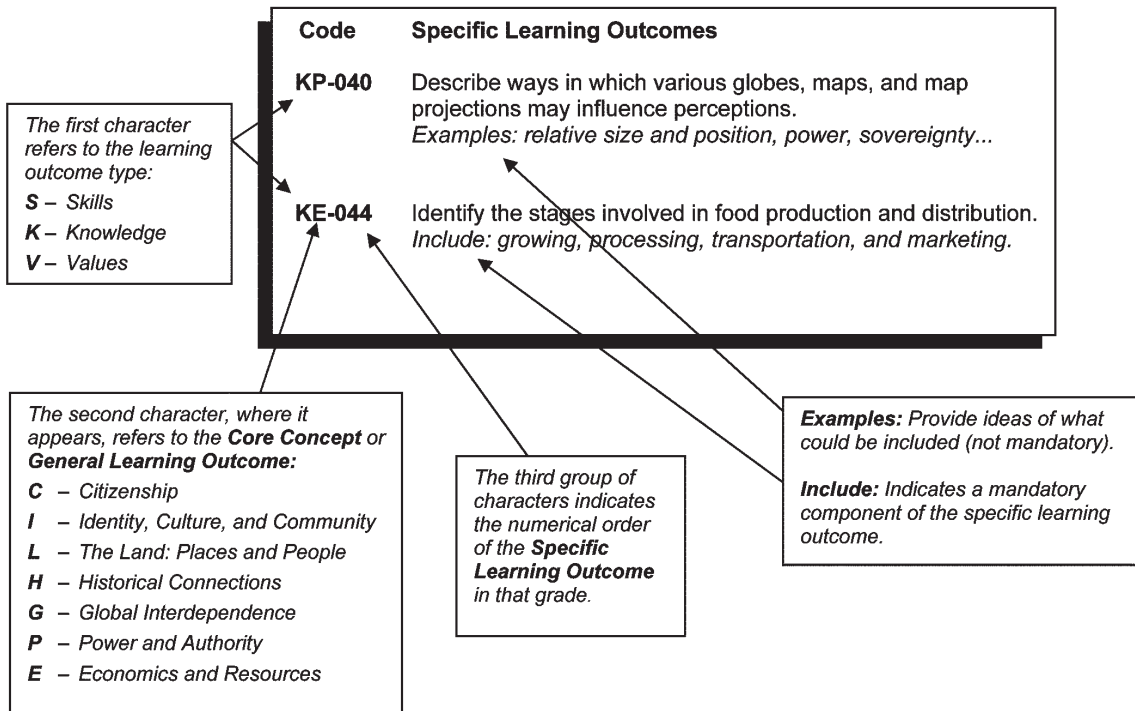 Code Specific Learning Outcomes
KP-040 Describe ways in which various globes, maps, and map
projections may influence perceptions.
Examples: relative size and position, power, sovereignty...
KE-044 Identify the stages involved in food production and distribution.
Include: growing, processing, transportation, and marketing.
The first character
refers to the learning
outcome type:
S – Skills
K – Knowledge
V – Values
The second character, where it
appears, refers to the Core Concept or
General Learning Outcome:
C – Citizenship
I – Identity, Culture, and Community
L – The Land: Places and People
H – Historical Connections
G – Global Interdependence
P – Power and Authority
E – Economics and Resources
The third group of
characters indicates
the numerical order
of the Specific
Learning Outcome
in that grade.
Examples: Provide ideas of what
could be included (not mandatory).
Include: Indicates a mandatory
component of the specific learning
outcome.